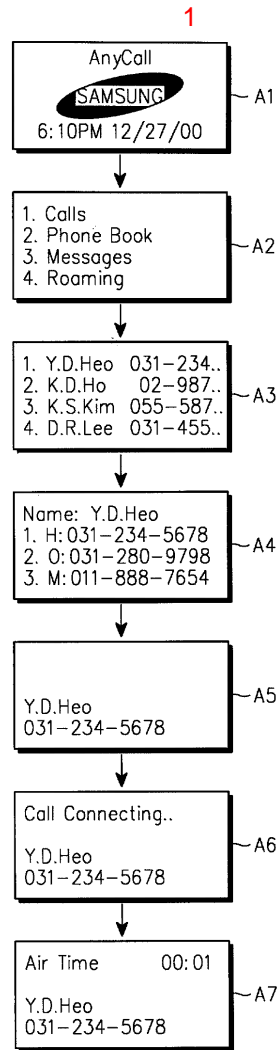 1
AnyCall
SAMSUNG
6:10PM 12/27/00
A1
1. Calls
2. Phone Book
3. Messages
4. Roaming
A2
1. Y.D.Heo 031-234..
2. K.D.Ho 02-987..
3. K.S.Kim 055-587..
4. D.R.Lee 031-455..
A3
Name: Y.D.Heo
1. H:031-234-5678
2. O:031-280-9798
3. M:011-888-7654
A4
Y.D.Heo
031-234-5678
A5
Call Connecting..
Y.D.Heo
031-234-5678
A6
Air Time 00:01
Y.D.Heo
031-234-5678
A7